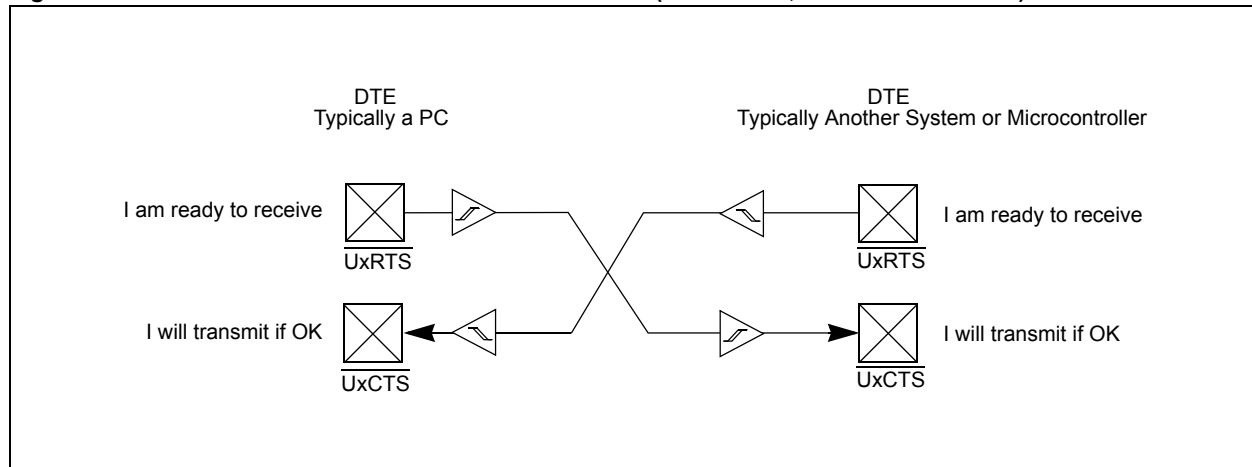 DTE
Typically a PC
DTE
Typically Another System or Microcontroller
I am ready to receive
I am ready to receive
UxRTS
UxRTS
I will transmit if OK
I will transmit if OK
UxCTS
UxCTS